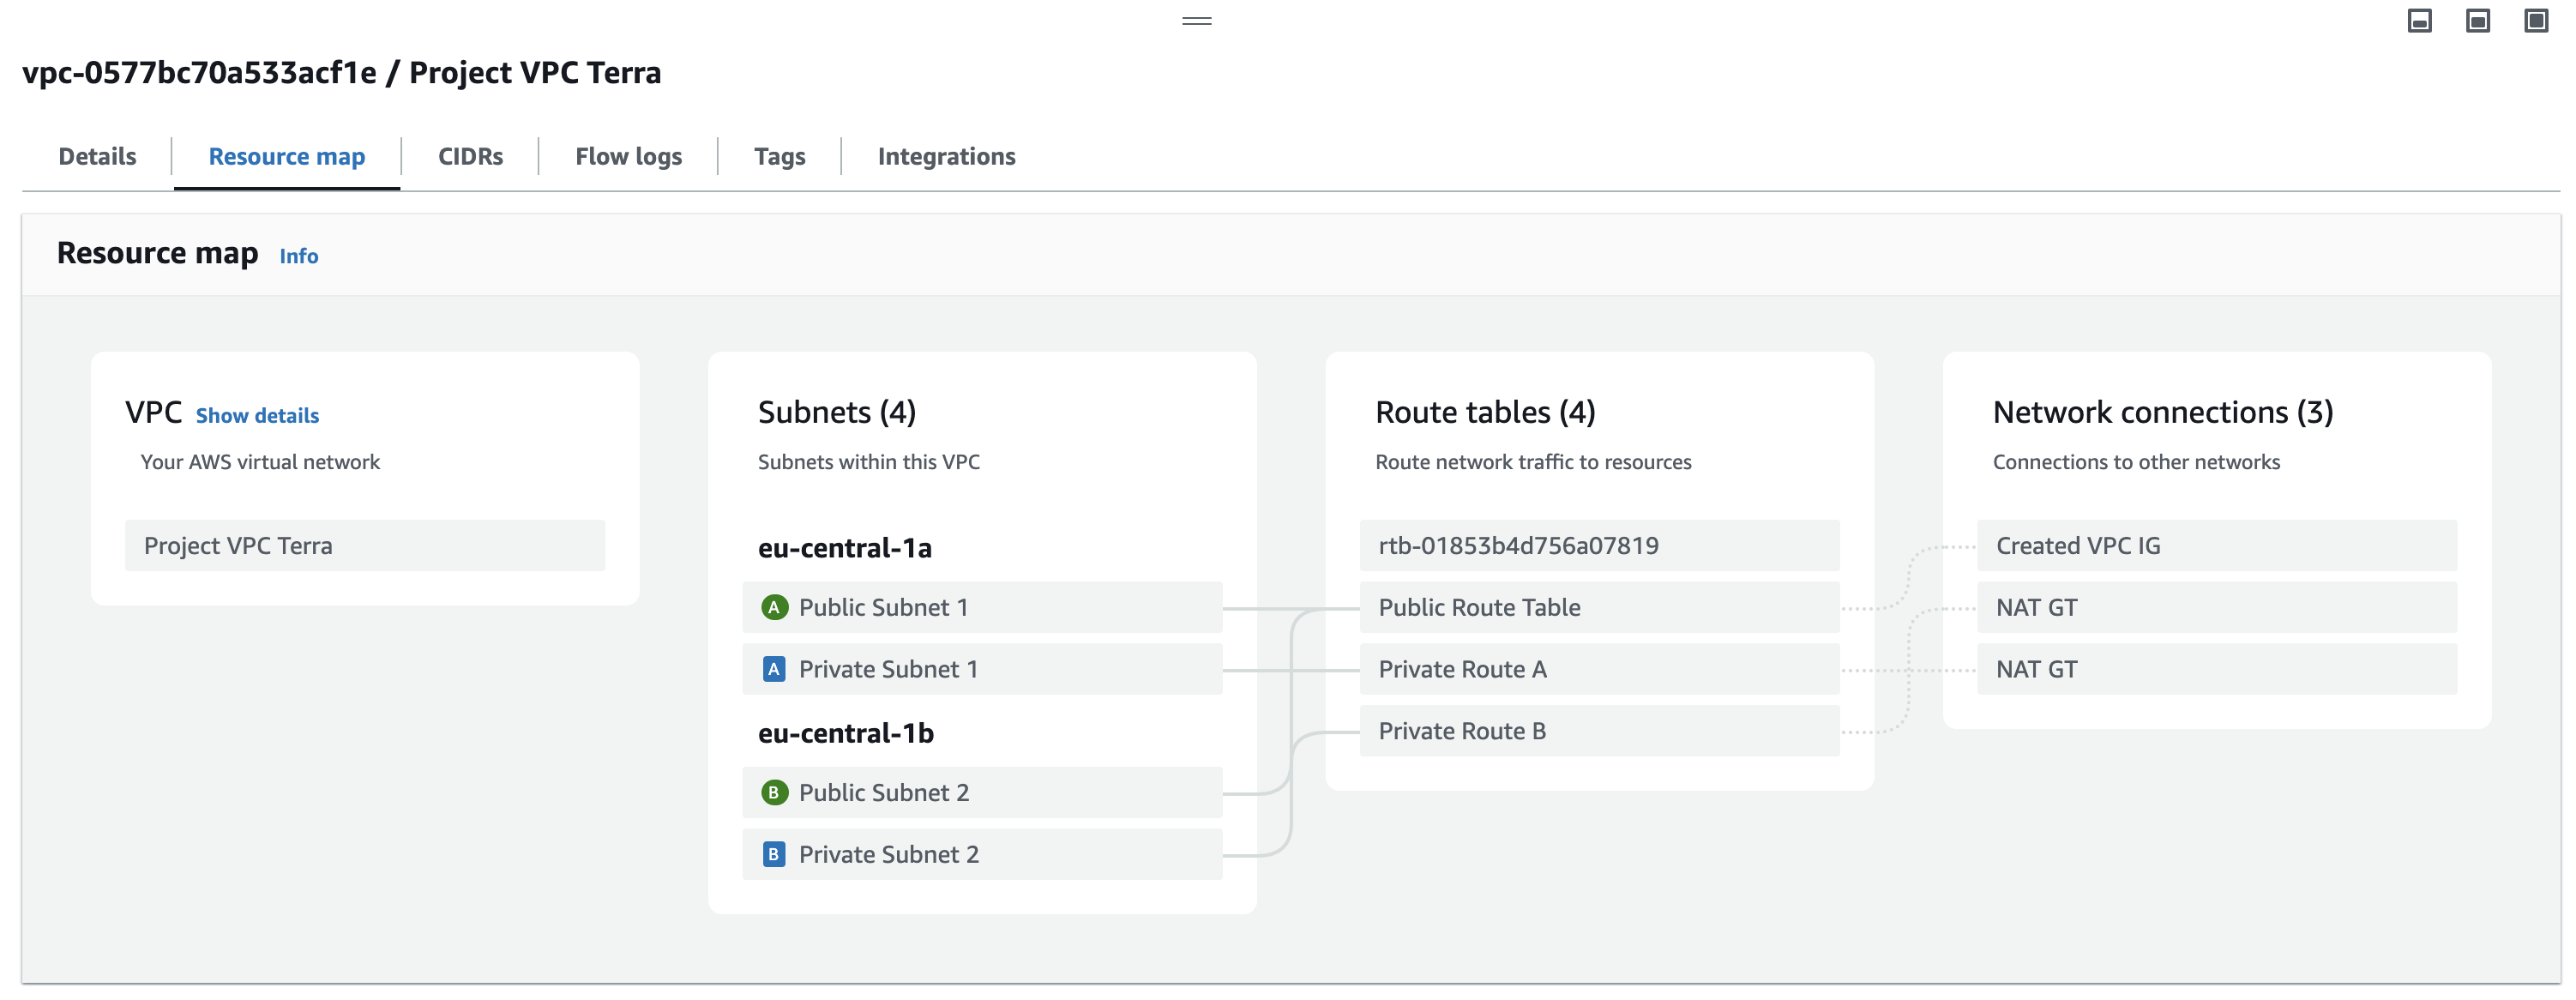 vpc-0577bc70a533acf1e / Project VPC Terra
Details
Resource map
CIDRs
Flow logs
Tags
Integrations
Resource map Info
VPC Show details
Your AWS virtual network
Project VPC Terra
Subnets (4)
Subnets within this VPC
eu-central-1a
A Public Subnet 1
A Private Subnet 1
eu-central-1b
B Public Subnet 2
B Private Subnet 2
Route tables (4)
Route network traffic to resources
rtb-01853b4d756a07819
Public Route Table
Private Route A
Private Route B
Network connections (3)
Connections to other networks
Created VPC IG
NAT GT
NAT GT